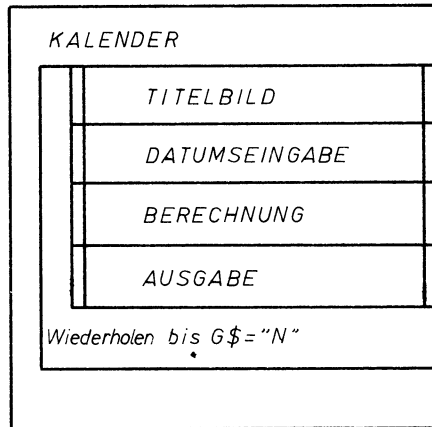 KALENDER
TITELBILD
DATUMSEINGABE
BERECHNUNG
AUSGABE
Wiederholen bis G$="N"